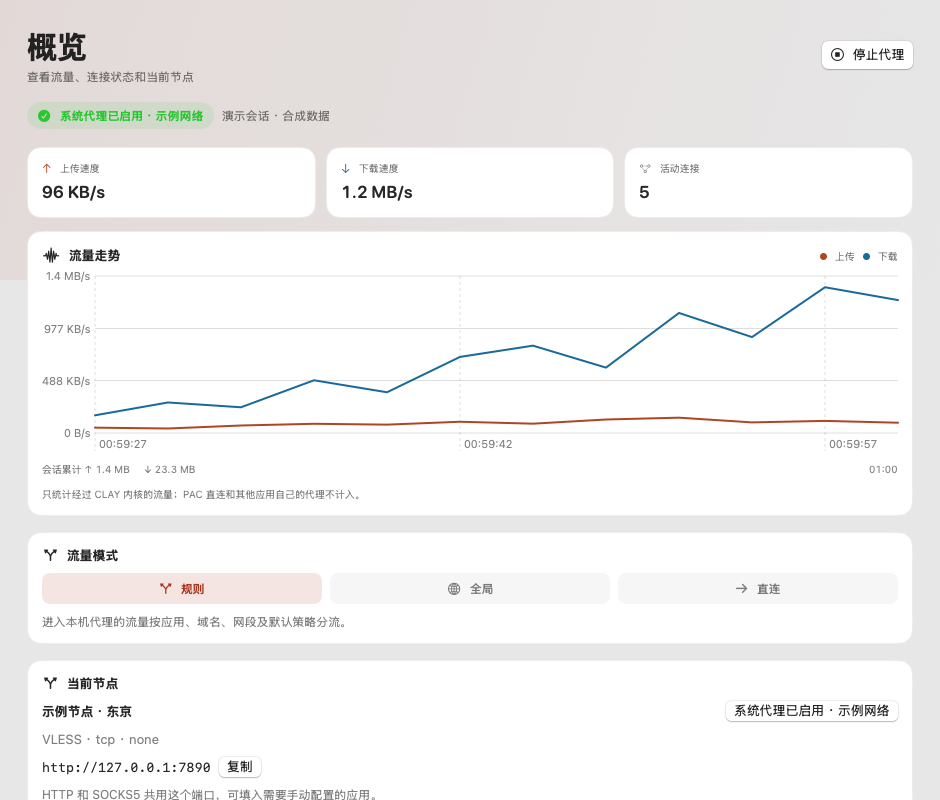 概览
停止代理
查看流量、连接状态和当前节点
系统代理已启用 · 示例网络
演示会话 · 合成数据
上传速度
96 KB/s
下载速度
1.2 MB/s
活动连接
5
流量走势
上传
下载
1.4 MB/s
977 KB/s
488 KB/s
0 B/s
00:59:27
00:59:42
00:59:57
会话累计 ↑ 1.4 MB ↓ 23.3 MB
01:00
只统计经过 CLAY 内核的流量；PAC 直连和其他应用自己的代理不计入。
流量模式
规则
全局
直连
进入本机代理的流量按应用、域名、网段及默认策略分流。
当前节点
示例节点 · 东京
系统代理已启用 · 示例网络
VLESS · tcp · none
http://127.0.0.1:7890
复制
HTTP 和 SOCKS5 共用这个端口，可填入需要手动配置的应用。